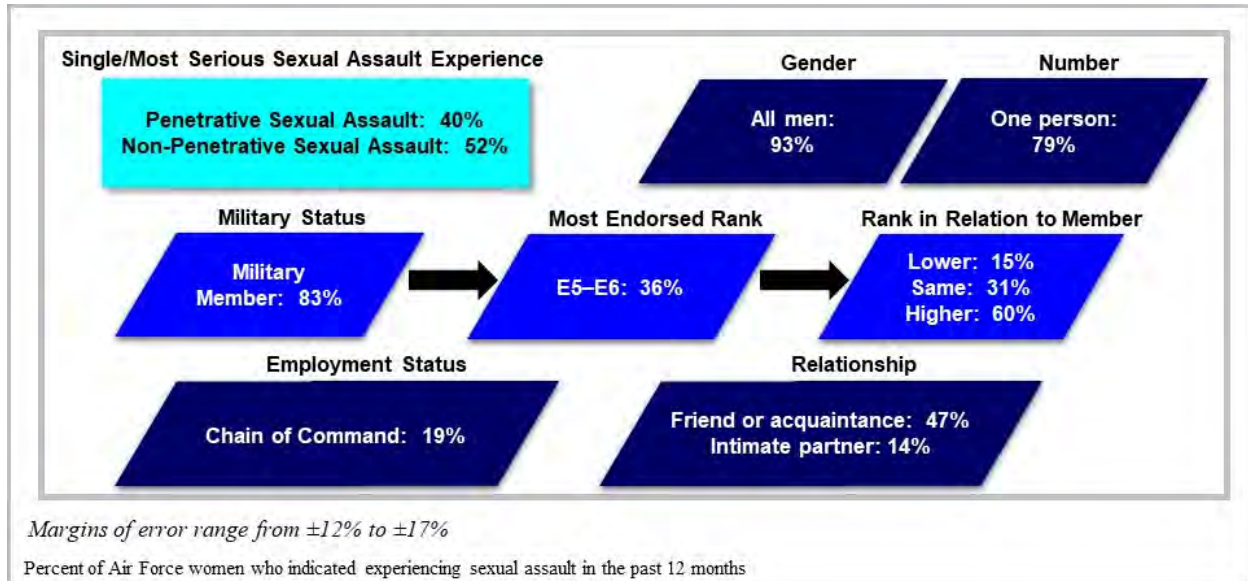 Single/Most Serious Sexual Assault Experience
Penetrative Sexual Assault: 40%
Non-Penetrative Sexual Assault: 52%
Gender
All men:
93%
Number
One person:
79%
Military Status
Military
Member: 83%
Most Endorsed Rank
E5–E6: 36%
Rank in Relation to Member
Lower: 15%
Same: 31%
Higher: 60%
Employment Status
Chain of Command: 19%
Relationship
Friend or acquaintance: 47%
Intimate partner: 14%
Margins of error range from ±12% to ±17%
Percent of Air Force women who indicated experiencing sexual assault in the past 12 months